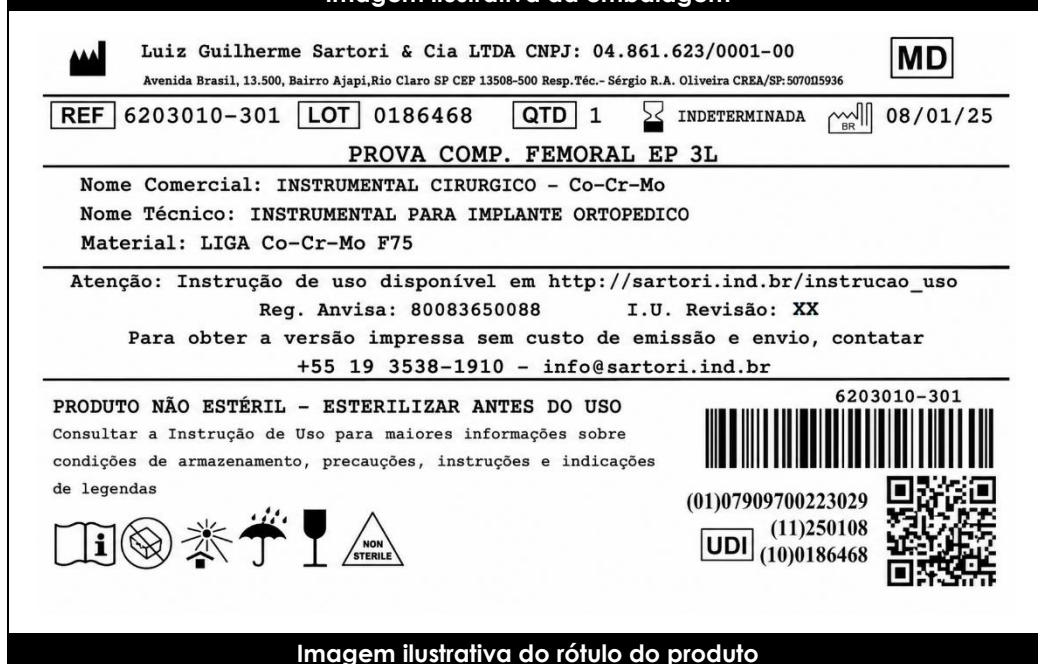 Imagem ilustrativa da embalagem
Luiz Guilherme Sartori & Cia LTDA CNPJ: 04.861.623/0001-00
MD
Avenida Brasil, 13.500, Bairro Ajapi,Rio Claro SP CEP 13508-500 Resp.Téc.- Sérgio R.A. Oliveira CREA/SP:5070115936
REF 6203010-301 LOT 0186468 QTD 1 INDETERMINADA BR 08/01/25
PROVA COMP. FEMORAL EP 3L
Nome Comercial: INSTRUMENTAL CIRURGICO - Co-Cr-Mo
Nome Técnico: INSTRUMENTAL PARA IMPLANTE ORTOPEDICO
Material: LIGA Co-Cr-Mo F75
Atenção: Instrução de uso disponível em http://sartori.ind.br/instrucao_uso
Reg. Anvisa: 80083650088 I.U. Revisão: XX
Para obter a versão impressa sem custo de emissão e envio, contatar
+55 19 3538-1910 - info@sartori.ind.br
PRODUTO NÃO ESTÉRIL - ESTERILIZAR ANTES DO USO
Consultar a Instrução de Uso para maiores informações sobre
condições de armazenamento, precauções, instruções e indicações
de legendas
NON
STERILE
6203010-301
(01)07909700223029
(11)250108
UDI (10)0186468
Imagem ilustrativa do rótulo do produto